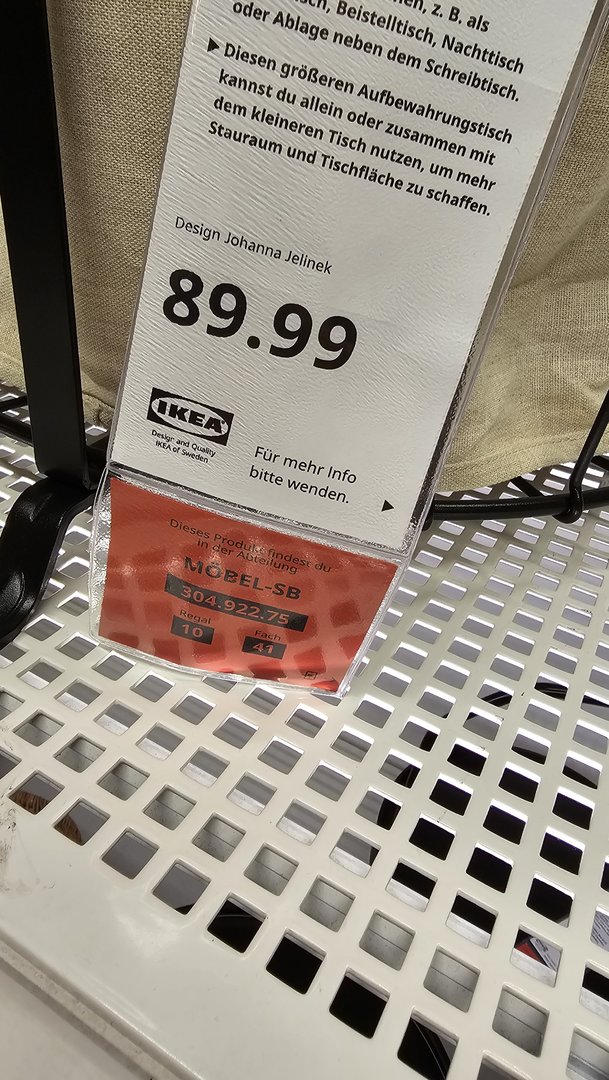 z. B. als
Beistelltisch, Nachttisch
oder Ablage neben dem Schreibtisch.
▶ Diesen größeren Aufbewahrungstisch
kannst du allein oder zusammen mit
dem kleineren Tisch nutzen, um mehr
Stauraum und Tischfläche zu schaffen.
Design Johanna Jelinek
89.99
IKEA
Design and Quality
IKEA of Sweden
Für mehr Info
bitte wenden.
▶
Dieses Produkt findest du
in der Abteilung
MÖBEL-SB
304.922.75
Regal Fach
10 41